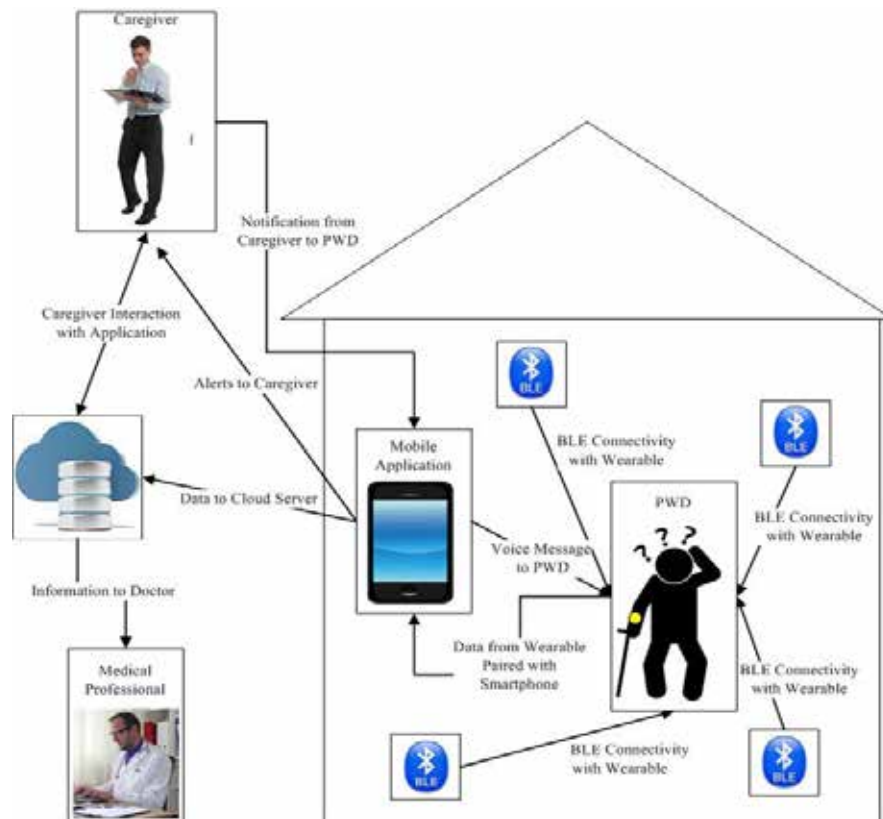 Caregiver
f
Notification from
Caregiver to PWD
Caregiver Interaction
with Application
Alerts to Caregiver
Mobile
Application
BLE
BLE Connectivity
with Wearable
BLE
BLE Connectivity
with Wearable
PWD
? ? ?
Data to Cloud Server
Voice Message
to PWD
Information to Doctor
Data from Wearable
Paired with
Smartphone
Medical
Professional
BLE Connectivity
with Wearable
BLE
BLE Connectivity
with Wearable
BLE